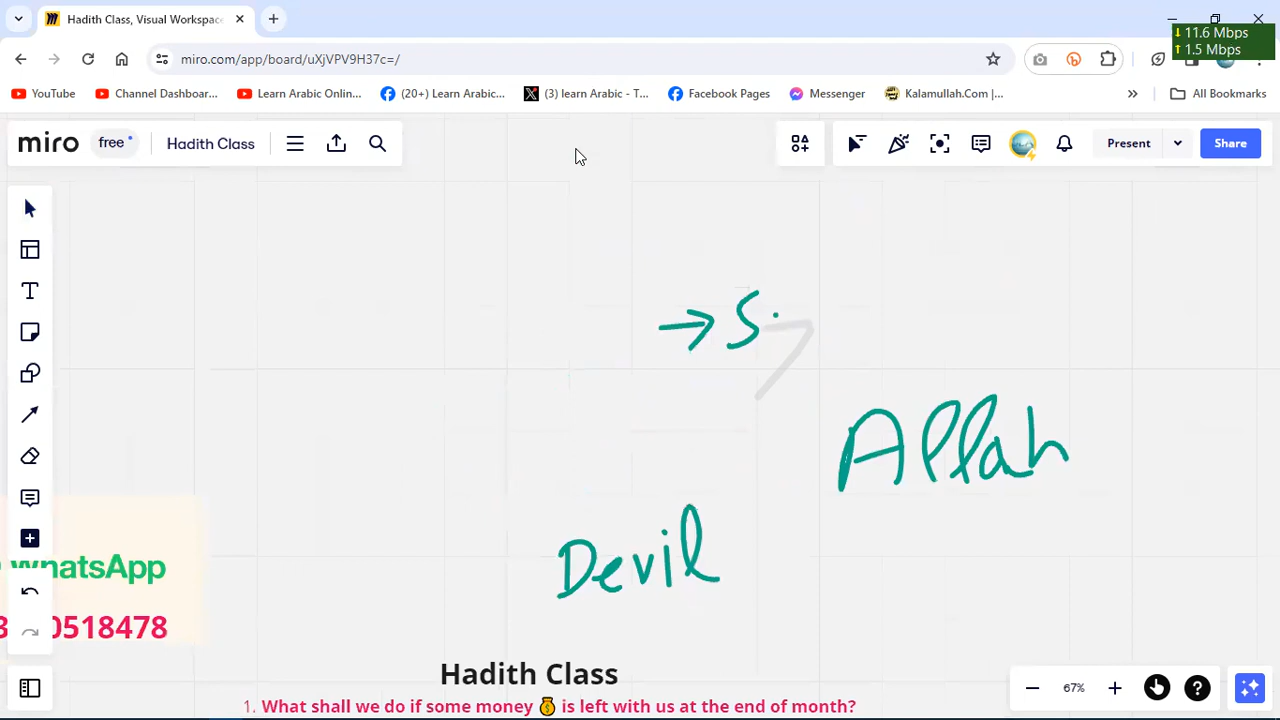 Hadith Class, Visual Workspac
11.6 Mbps
1.5 Mbps
miro.com/app/board/uXjVPV9H37c=/
YouTube
Channel Dashboar...
Learn Arabic Onlin...
(20+) Learn Arabic...
(3) learn Arabic - T...
Facebook Pages
Messenger
Kalamullah.Com |...
All Bookmarks
miro
free
Hadith Class
Present
Share
→ S.
Allah
Devil
whatsApp
0518478
Hadith Class
1. What shall we do if some money 💰 is left with us at the end of month?
67%